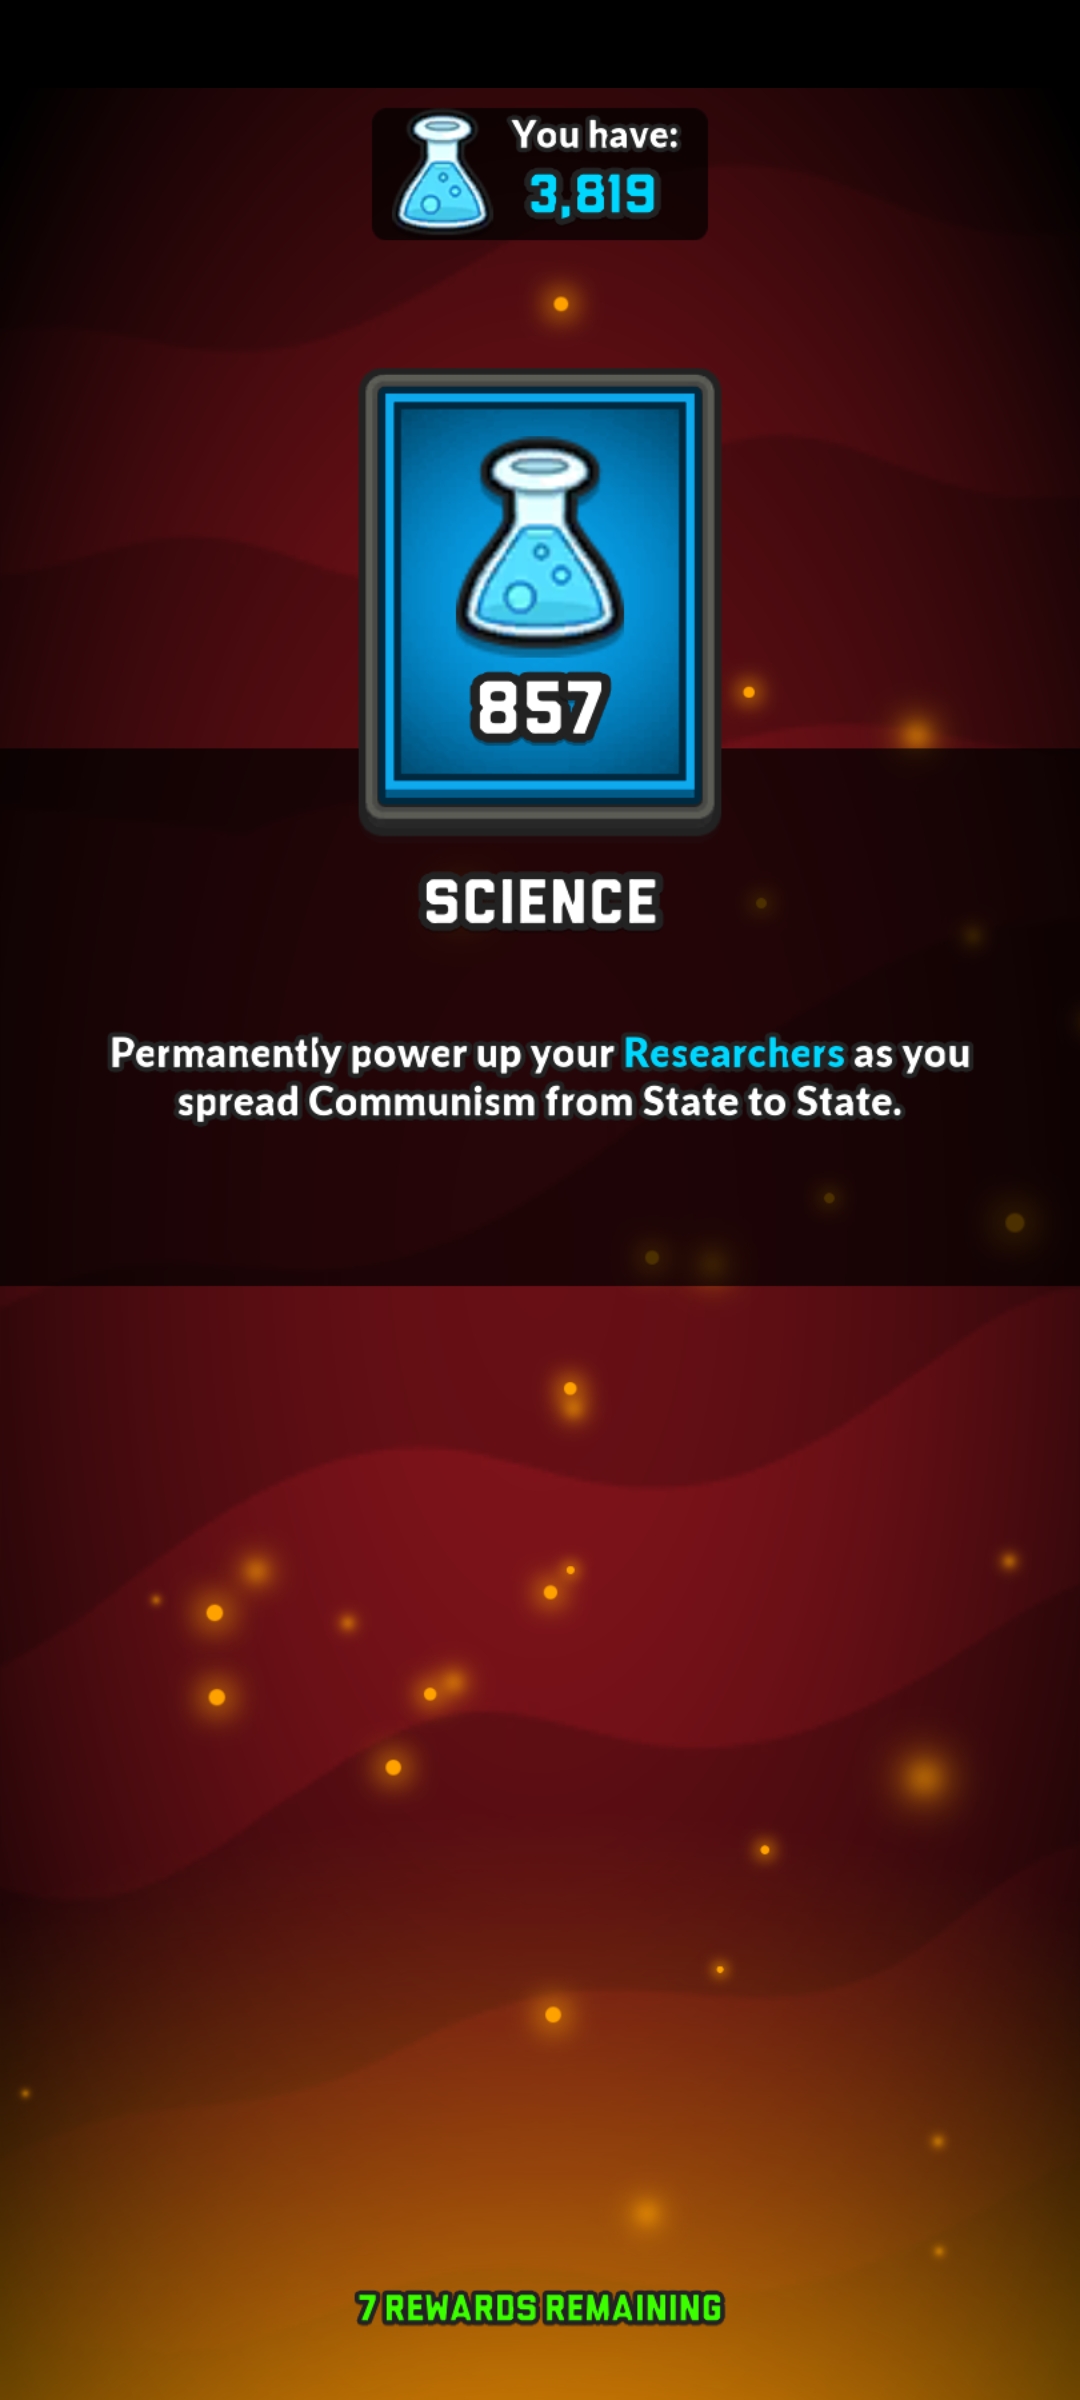 You have:
3,819
857
SCIENCE
Permanently power up your Researchers as you
spread Communism from State to State.
7 REWARDS REMAINING